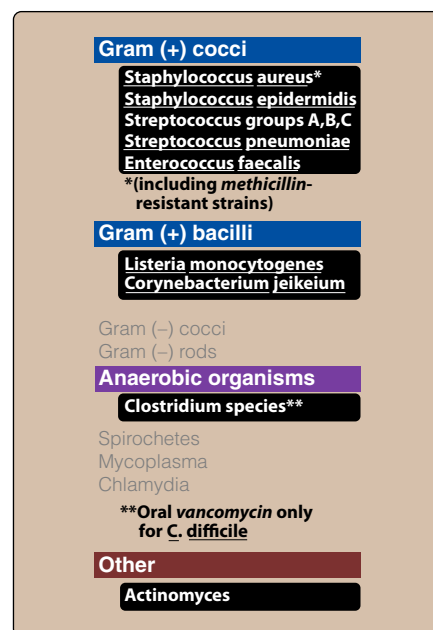 Gram (+) cocci
Staphylococcus aureus*
Staphylococcus epidermidis
Streptococcus groups A,B,C
Streptococcus pneumoniae
Enterococcus faecalis
*(including methicillin-
resistant strains)
Gram (+) bacilli
Listeria monocytogenes
Corynebacterium jeikeium
Gram (–) cocci
Gram (–) rods
Anaerobic organisms
Clostridium species**
Spirochetes
Mycoplasma
Chlamydia
**Oral vancomycin only
for C. difficile
Other
Actinomyces